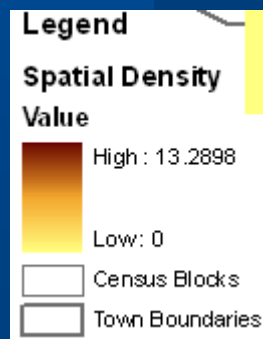 Legend
Spatial Density
Value
High : 13.2898
Low: 0
Census Blocks
Town Boundaries